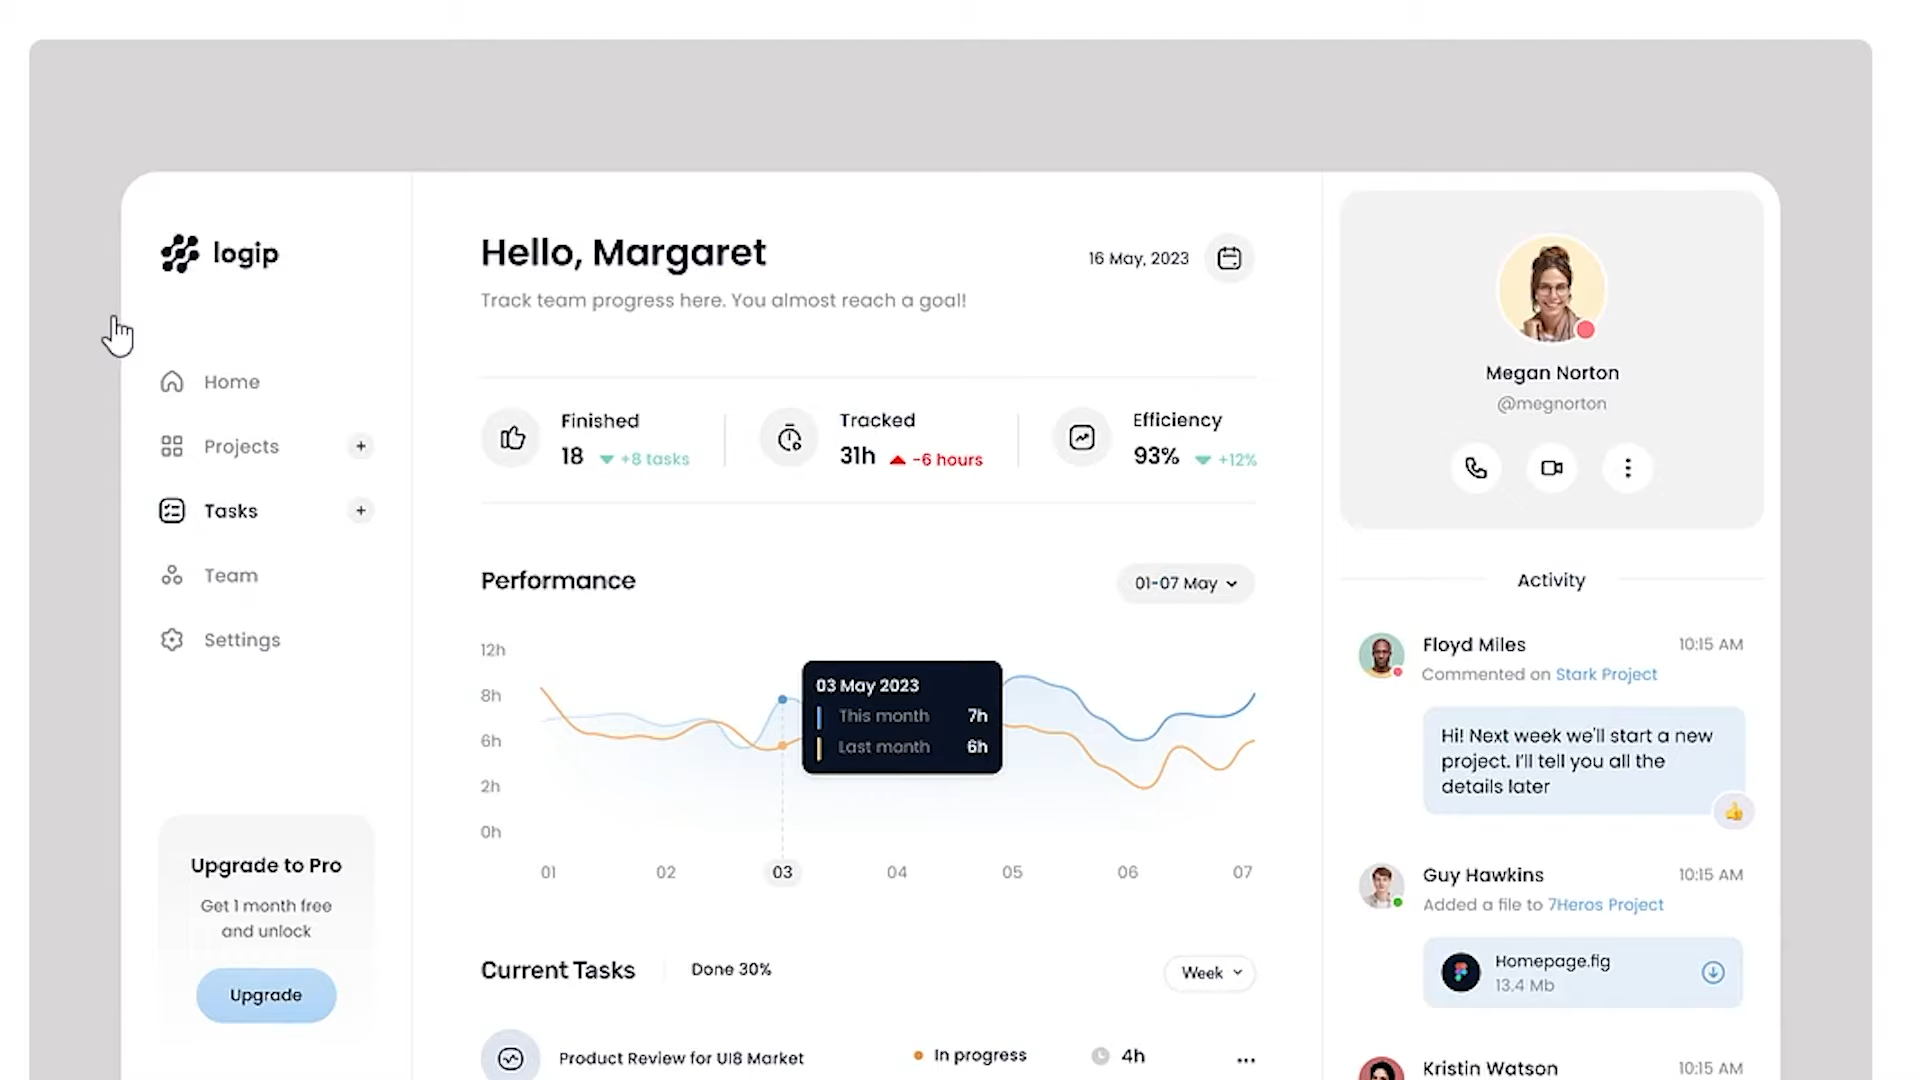 logip
Home
Projects
+
Tasks
+
Team
Settings
Upgrade to Pro
Get 1 month free
and unlock
Upgrade
Hello, Margaret
Track team progress here. You almost reach a goal!
16 May, 2023
Finished
18 +8 tasks
Tracked
31h -6 hours
Efficiency
93% +12%
Performance
01-07 May
12h
8h
6h
2h
0h
03 May 2023
This month 7h
Last month 6h
01 02 03 04 05 06 07
Current Tasks
Done 30%
Week
Product Review for UI8 Market
In progress
4h
Megan Norton
@megnorton
Activity
Floyd Miles 10:15 AM
Commented on Stark Project
Hi! Next week we'll start a new
project. I'll tell you all the
details later
Guy Hawkins 10:15 AM
Added a file to 7Heros Project
Homepage.fig
13.4 Mb
Kristin Watson 10:15 AM